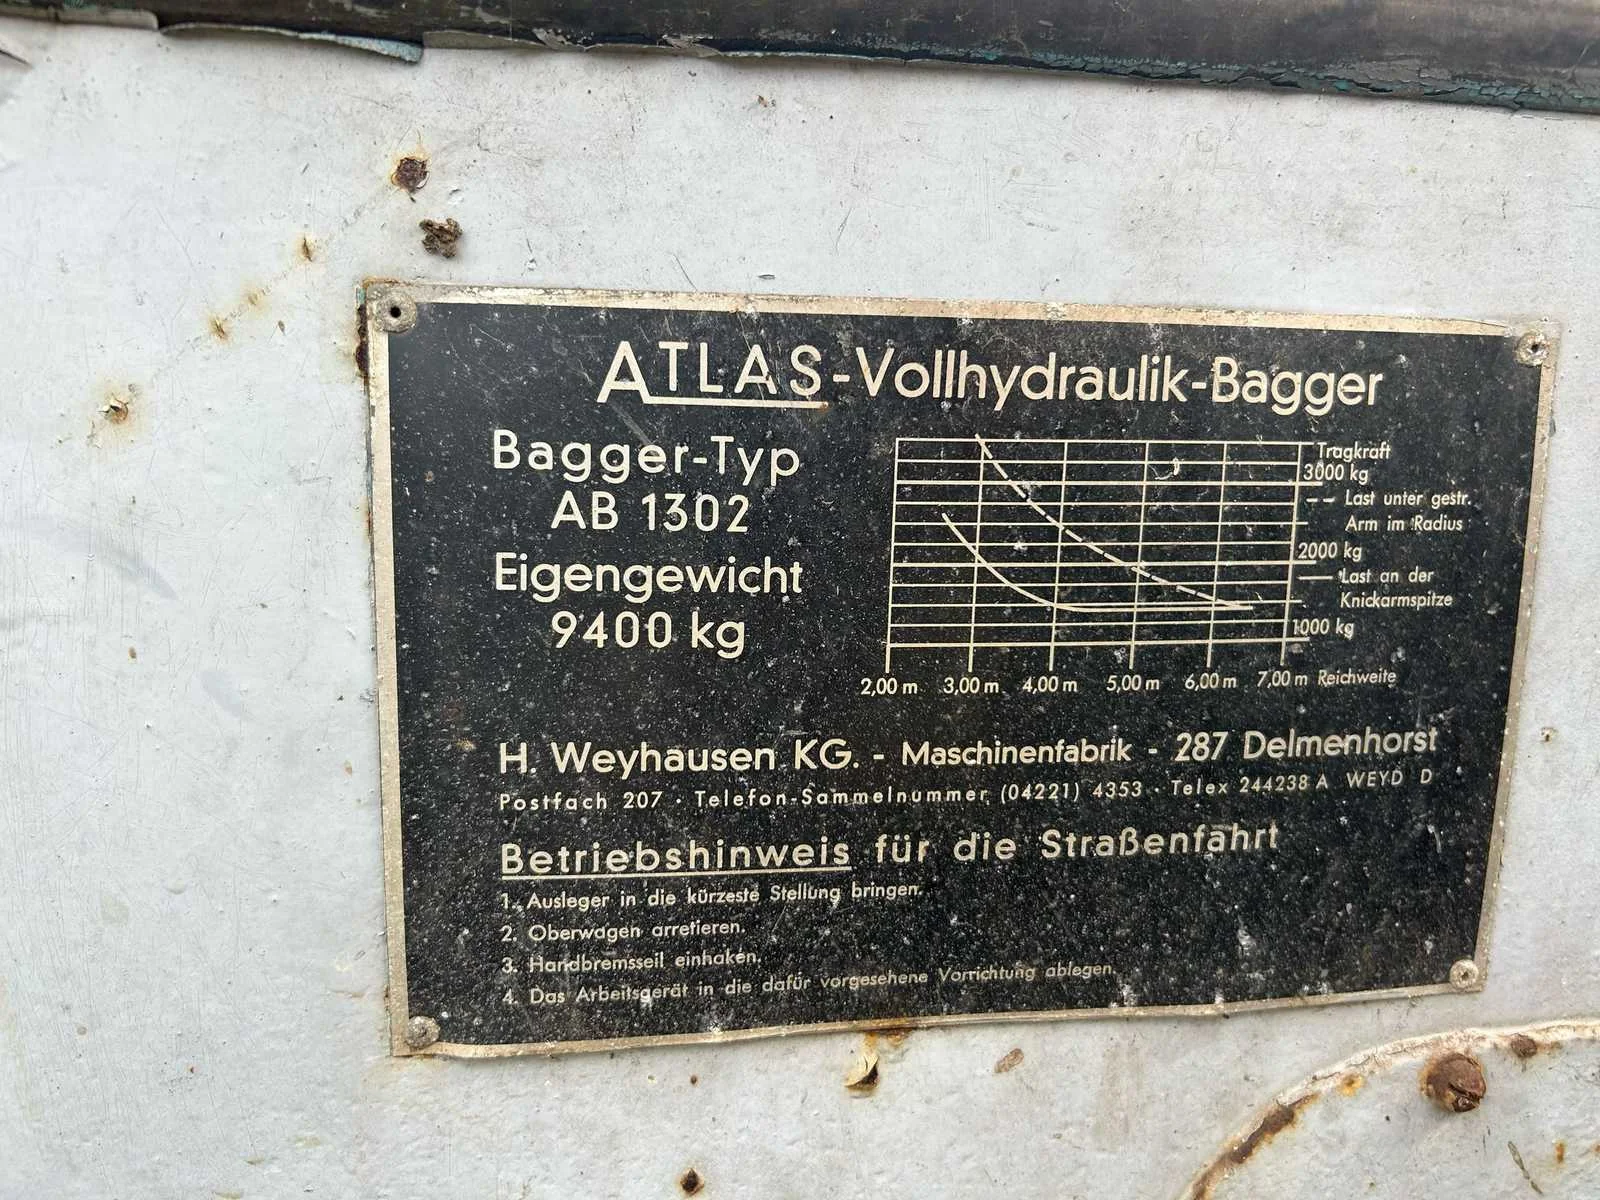 ATLAS-Vollhydraulik-Bagger
Bagger-Typ
AB 1302
Eigengewicht
9400 kg
Tragkraft
3000 kg
Last unter gestr.
Arm im Radius
2000 kg
Last an der
Knickarmspitze
1000 kg
2,00 m 3,00 m 4,00 m 5,00 m 6,00 m 7,00 m Reichweite
H. Weyhausen KG. - Maschinenfabrik - 287 Delmenhorst
Postfach 207 · Telefon-Sammelnummer (04221) 4353 · Telex 244238 A WEYD D
Betriebshinweis für die Straßenfahrt
1. Ausleger in die kürzeste Stellung bringen.
2. Oberwagen arretieren.
3. Handbremsseil einhaken.
4. Das Arbeitsgerät in die dafür vorgesehene Vorrichtung ablegen.